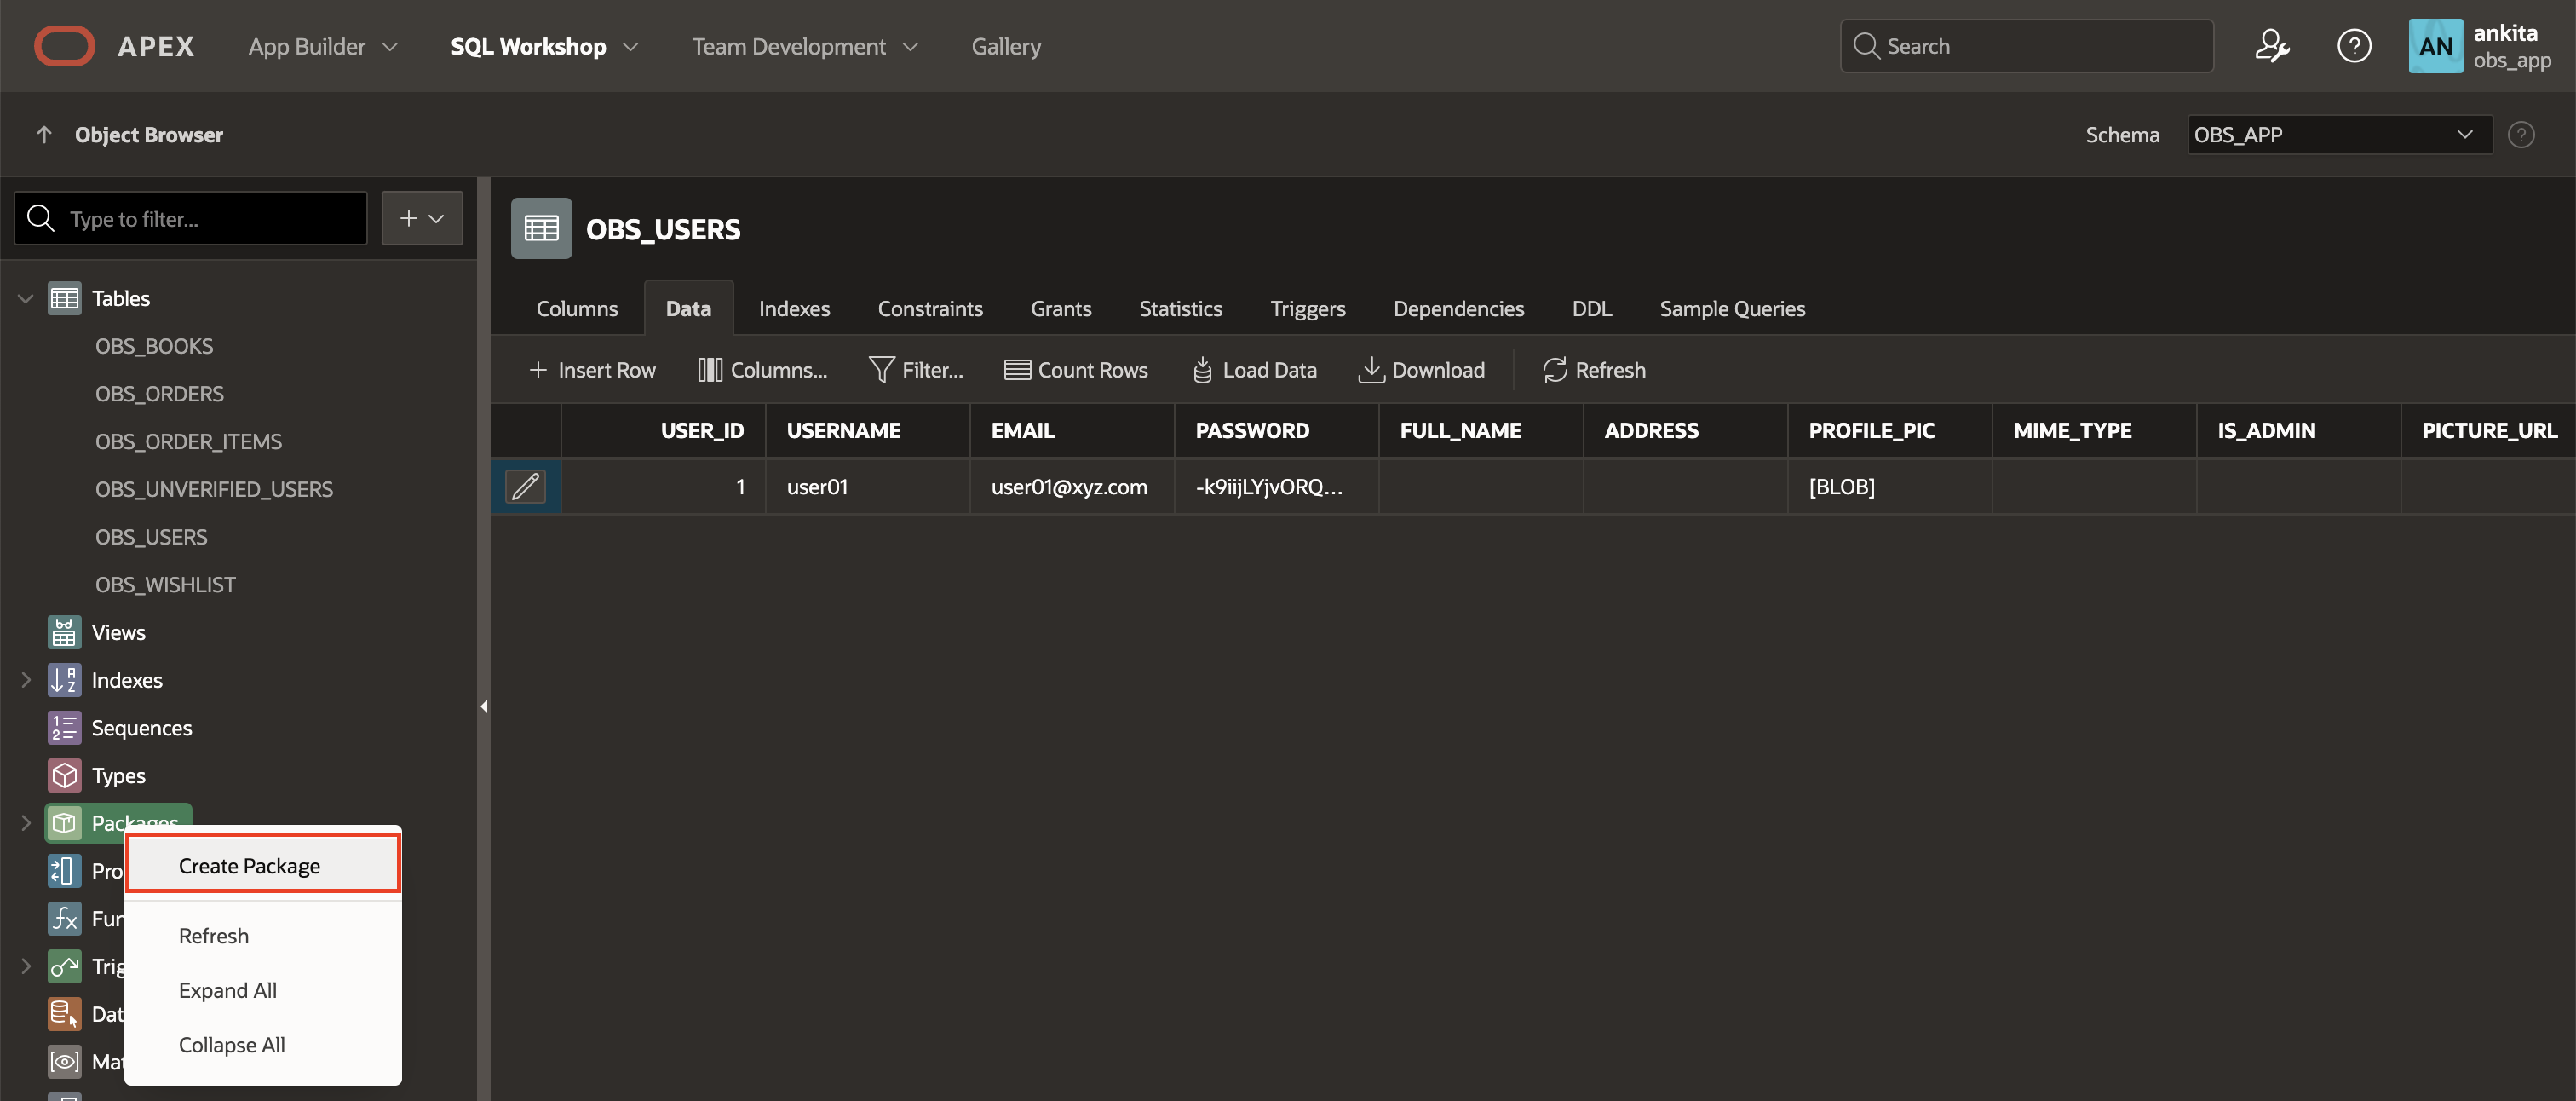 APEX App Builder SQL Workshop Team Development Gallery Search AN ankita
obs_app
Object Browser Schema OBS_APP
Type to filter...
OBS_USERS
Columns Data Indexes Constraints Grants Statistics Triggers Dependencies DDL Sample Queries
Insert Row Columns... Filter... Count Rows Load Data Download Refresh
USER_ID USERNAME EMAIL PASSWORD FULL_NAME ADDRESS PROFILE_PIC MIME_TYPE IS_ADMIN PICTURE_URL
1 user01 user01@xyz.com -k9iijLYjvORQ... [BLOB]
Tables
OBS_BOOKS
OBS_ORDERS
OBS_ORDER_ITEMS
OBS_UNVERIFIED_USERS
OBS_USERS
OBS_WISHLIST
Views
Indexes
Sequences
Types
Packages
Create Package
Pro
Fun
Refresh
Trig
Expand All
Dat
Collapse All
Mat